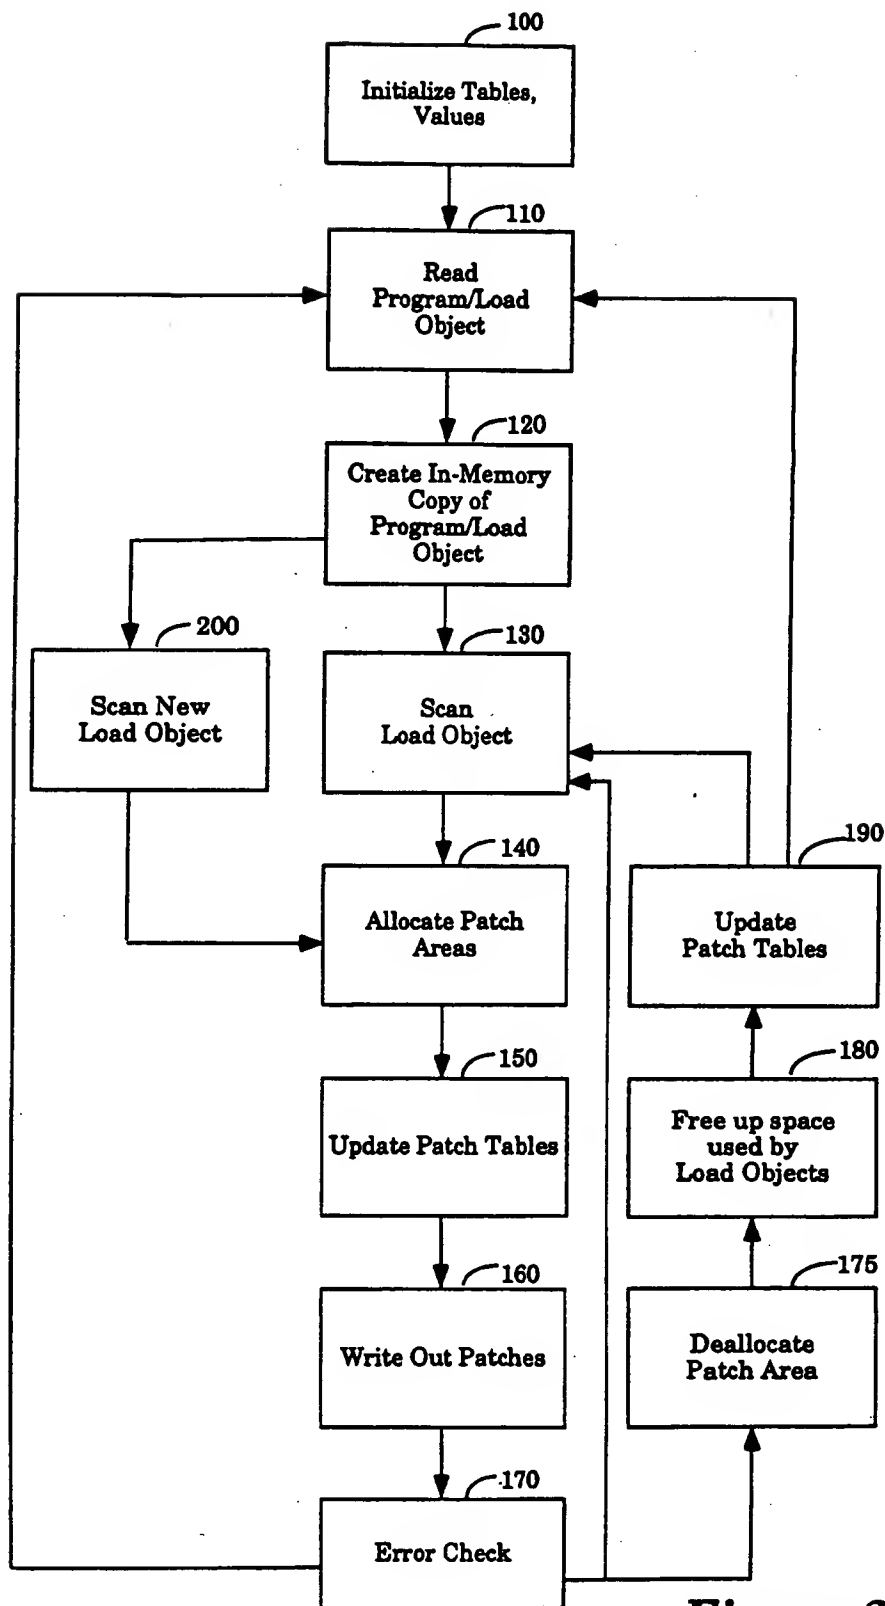 100
Initialize Tables,
Values
110
Read
Program/Load
Object
120
Create In-Memory
Copy of
Program/Load
Object
200
Scan New
Load Object
130
Scan
Load Object
140
Allocate Patch
Areas
190
Update
Patch Tables
150
Update Patch Tables
180
Free up space
used by
Load Objects
160
Write Out Patches
175
Deallocate
Patch Area
170
Error Check